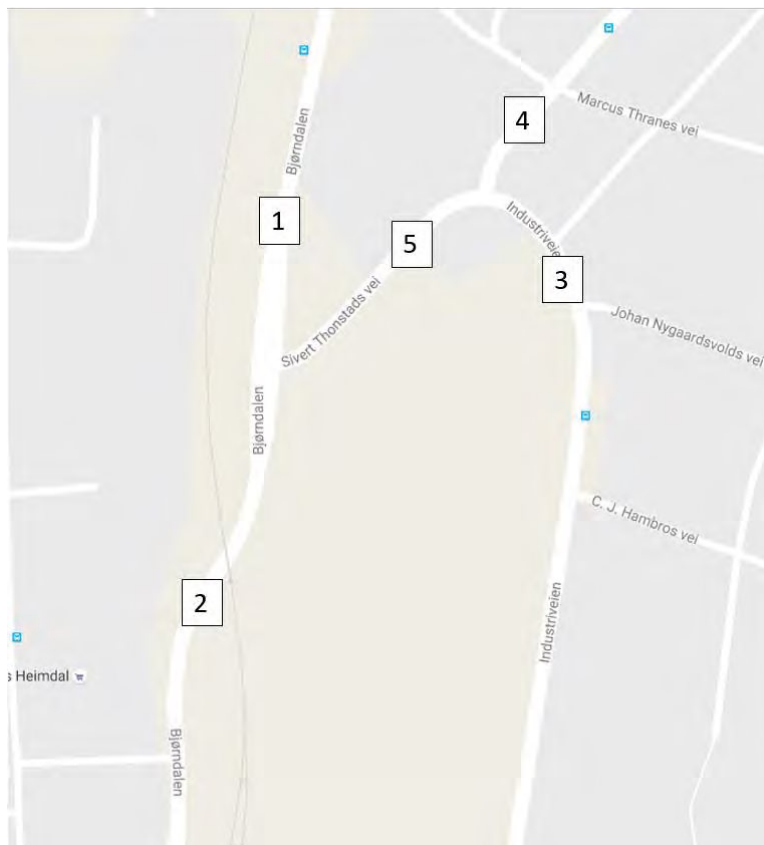 Marcus Thranes vei
4
Bjørndalen
Industriveien
1
5
3
Sivert Thonstads vei
Johan Nygaardsvolds vei
Bjørndalen
C. J. Hambros vei
2
Industriveien
s Heimdal
Bjørndalen